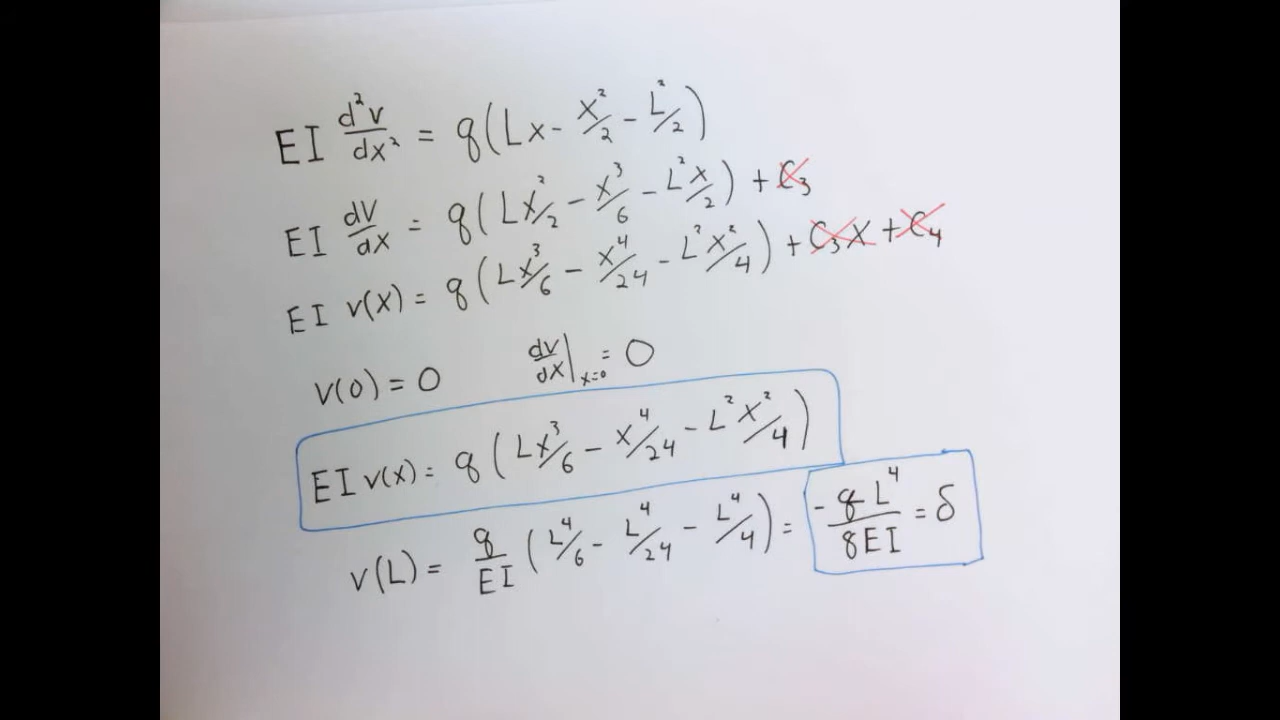 EI d²v/dx² = q(Lx - x²/2 - L²/2)
EI dv/dx = q(Lx²/2 - x³/6 - L²x/2) + C₃
EI v(x) = q(Lx³/6 - x⁴/24 - L²x²/4) + C₃x + C₄
v(0) = 0 dv/dx|ₓ₌₀ = 0
EI v(x) = q(Lx³/6 - x⁴/24 - L²x²/4)
v(L) = q/EI (L⁴/6 - L⁴/24 - L⁴/4) = -qL⁴/8EI = δ